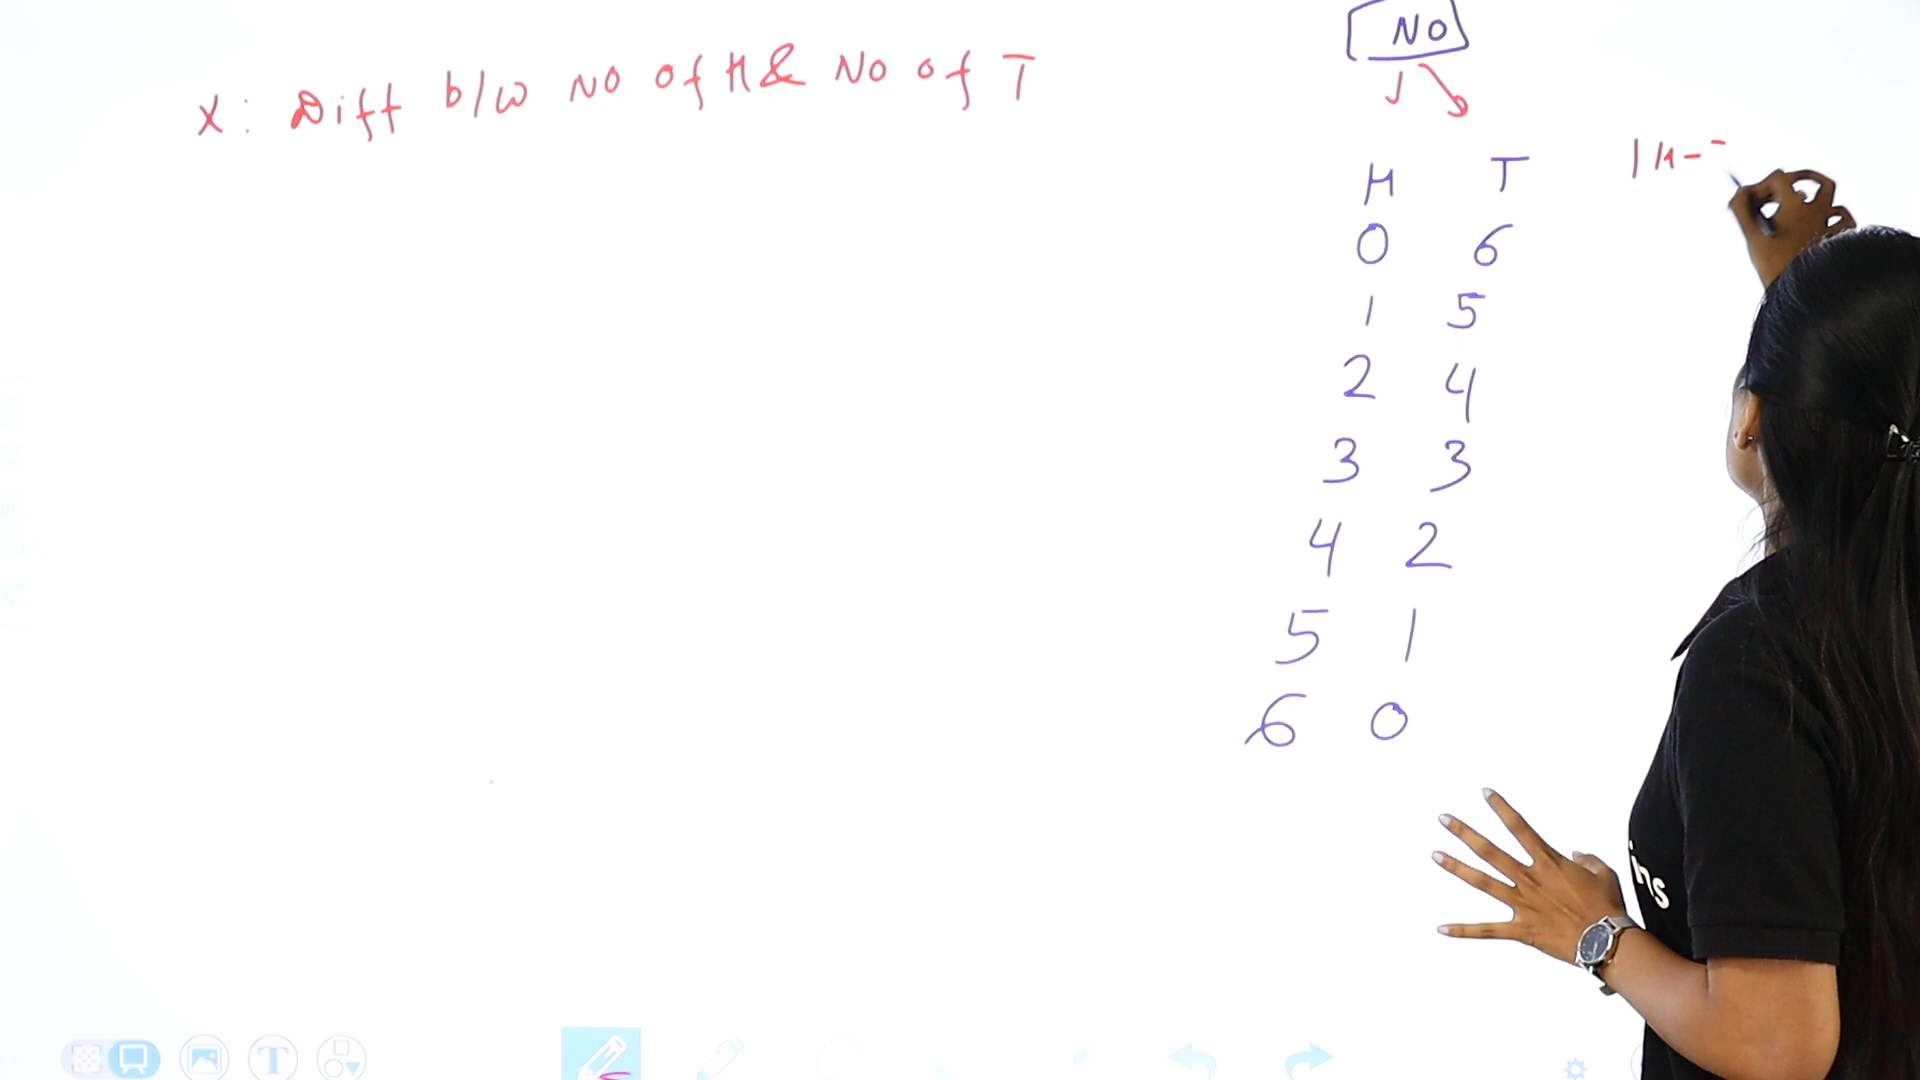 NO
X: Diff b/w NO of H & NO of T
H T
|H-
0 6
1 5
2 4
3 3
4 2
5 1
6 0
T